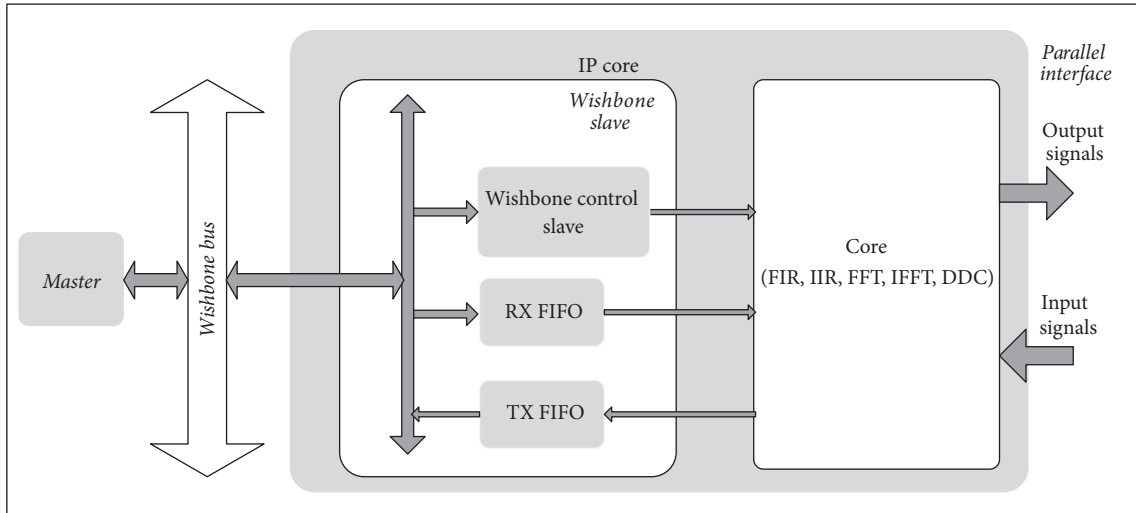 IP core
Parallel
interface
Wishbone
slave
Output
signals
Wishbone control
slave
Master
Wishbone bus
Core
(FIR, IIR, FFT, IFFT, DDC)
RX FIFO
Input
signals
TX FIFO